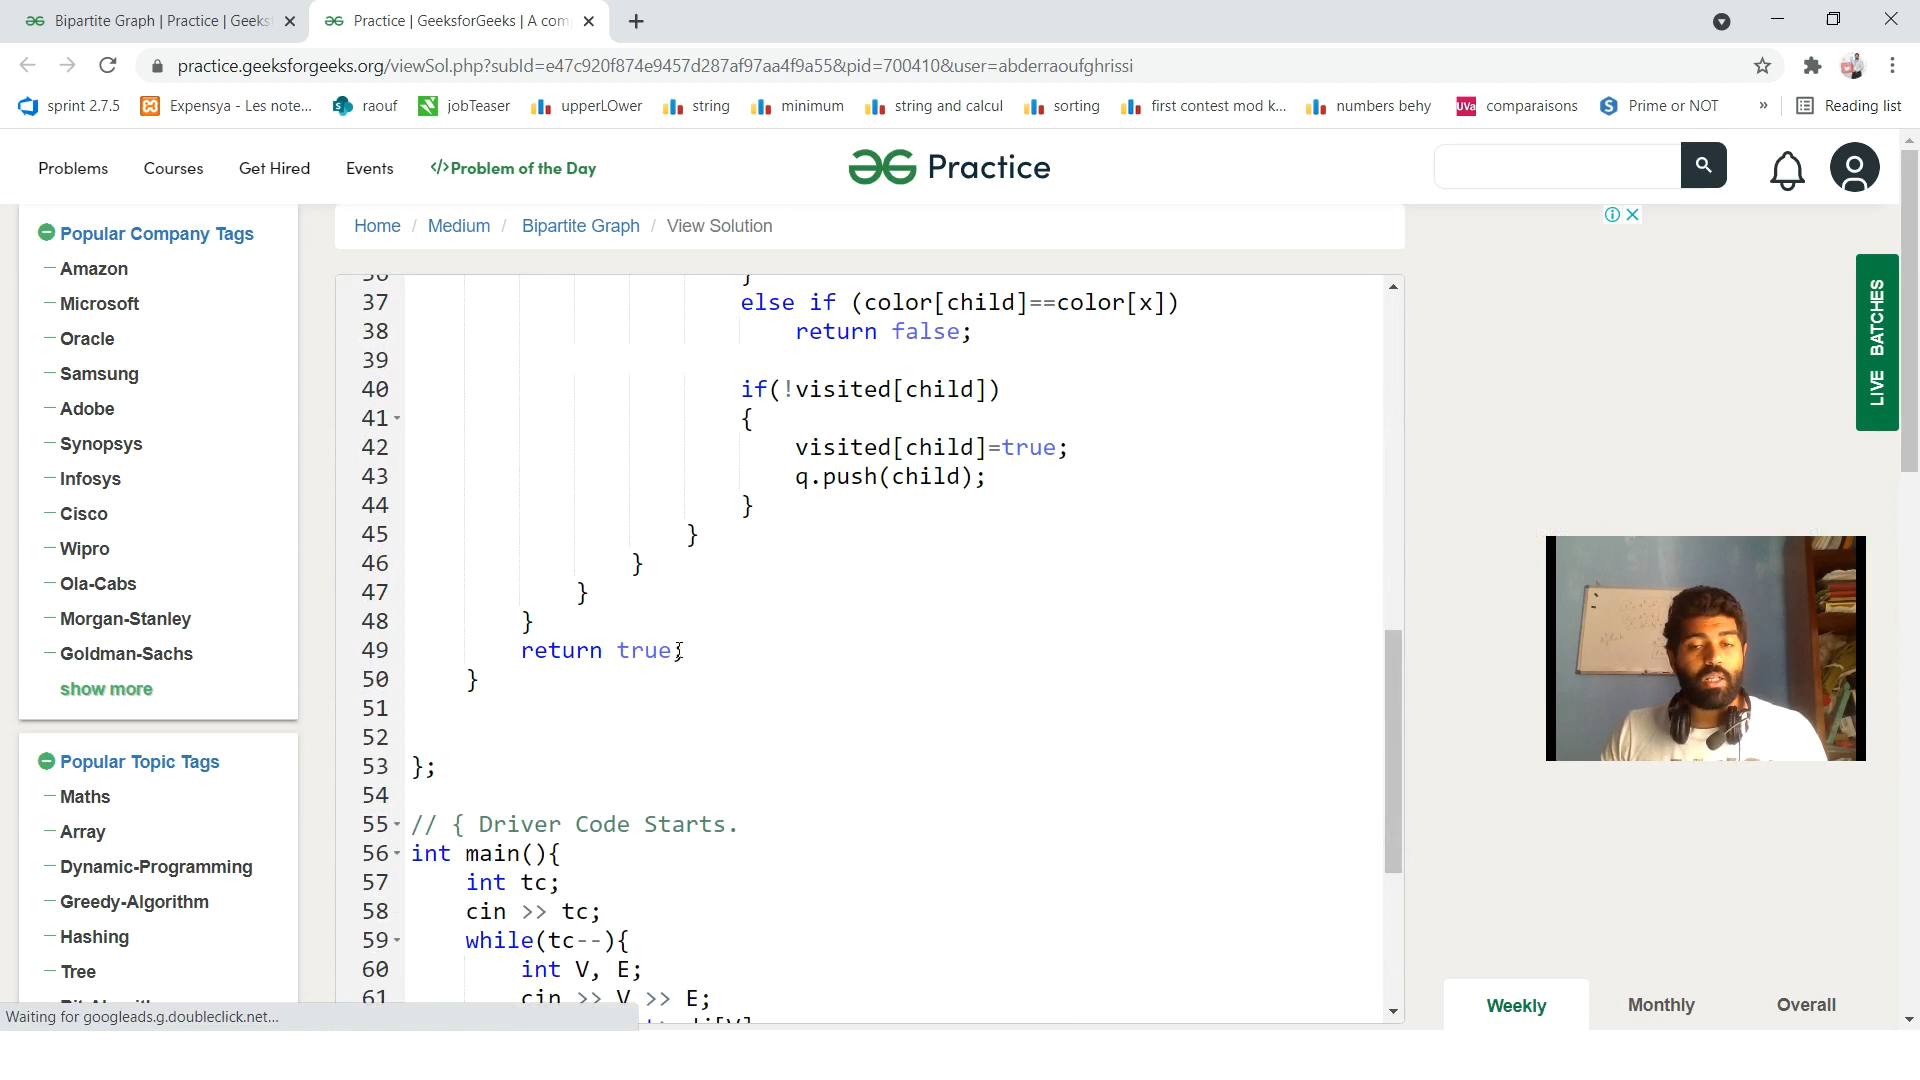 Bipartite Graph | Practice | Geeks
Practice | GeeksforGeeks | A com
practice.geeksforgeeks.org/viewSol.php?subId=e47c920f874e9457d287af97aa4f9a55&pid=700410&user=abderraoufghrissi
sprint 2.7.5 Expensya - Les note... raouf jobTeaser upperLOwer string minimum string and calcul sorting first contest mod k... numbers behy UVa comparaisons Prime or NOT » Reading list
Problems Courses Get Hired Events </>Problem of the Day Practice
Home / Medium / Bipartite Graph / View Solution
Popular Company Tags
Amazon
Microsoft
Oracle
Samsung
Adobe
Synopsys
Infosys
Cisco
Wipro
Ola-Cabs
Morgan-Stanley
Goldman-Sachs
show more
Popular Topic Tags
Maths
Array
Dynamic-Programming
Greedy-Algorithm
Hashing
Tree
36 }
37 else if (color[child]==color[x])
38 return false;
39
40 if(!visited[child])
41 {
42 visited[child]=true;
43 q.push(child);
44 }
45 }
46 }
47 }
48 }
49 return true;
50 }
51
52
53 };
54
55 // { Driver Code Starts.
56 int main(){
57 int tc;
58 cin >> tc;
59 while(tc--){
60 int V, E;
61 cin >> V >> E;
LIVE BATCHES
Weekly Monthly Overall
Waiting for googleads.g.doubleclick.net...